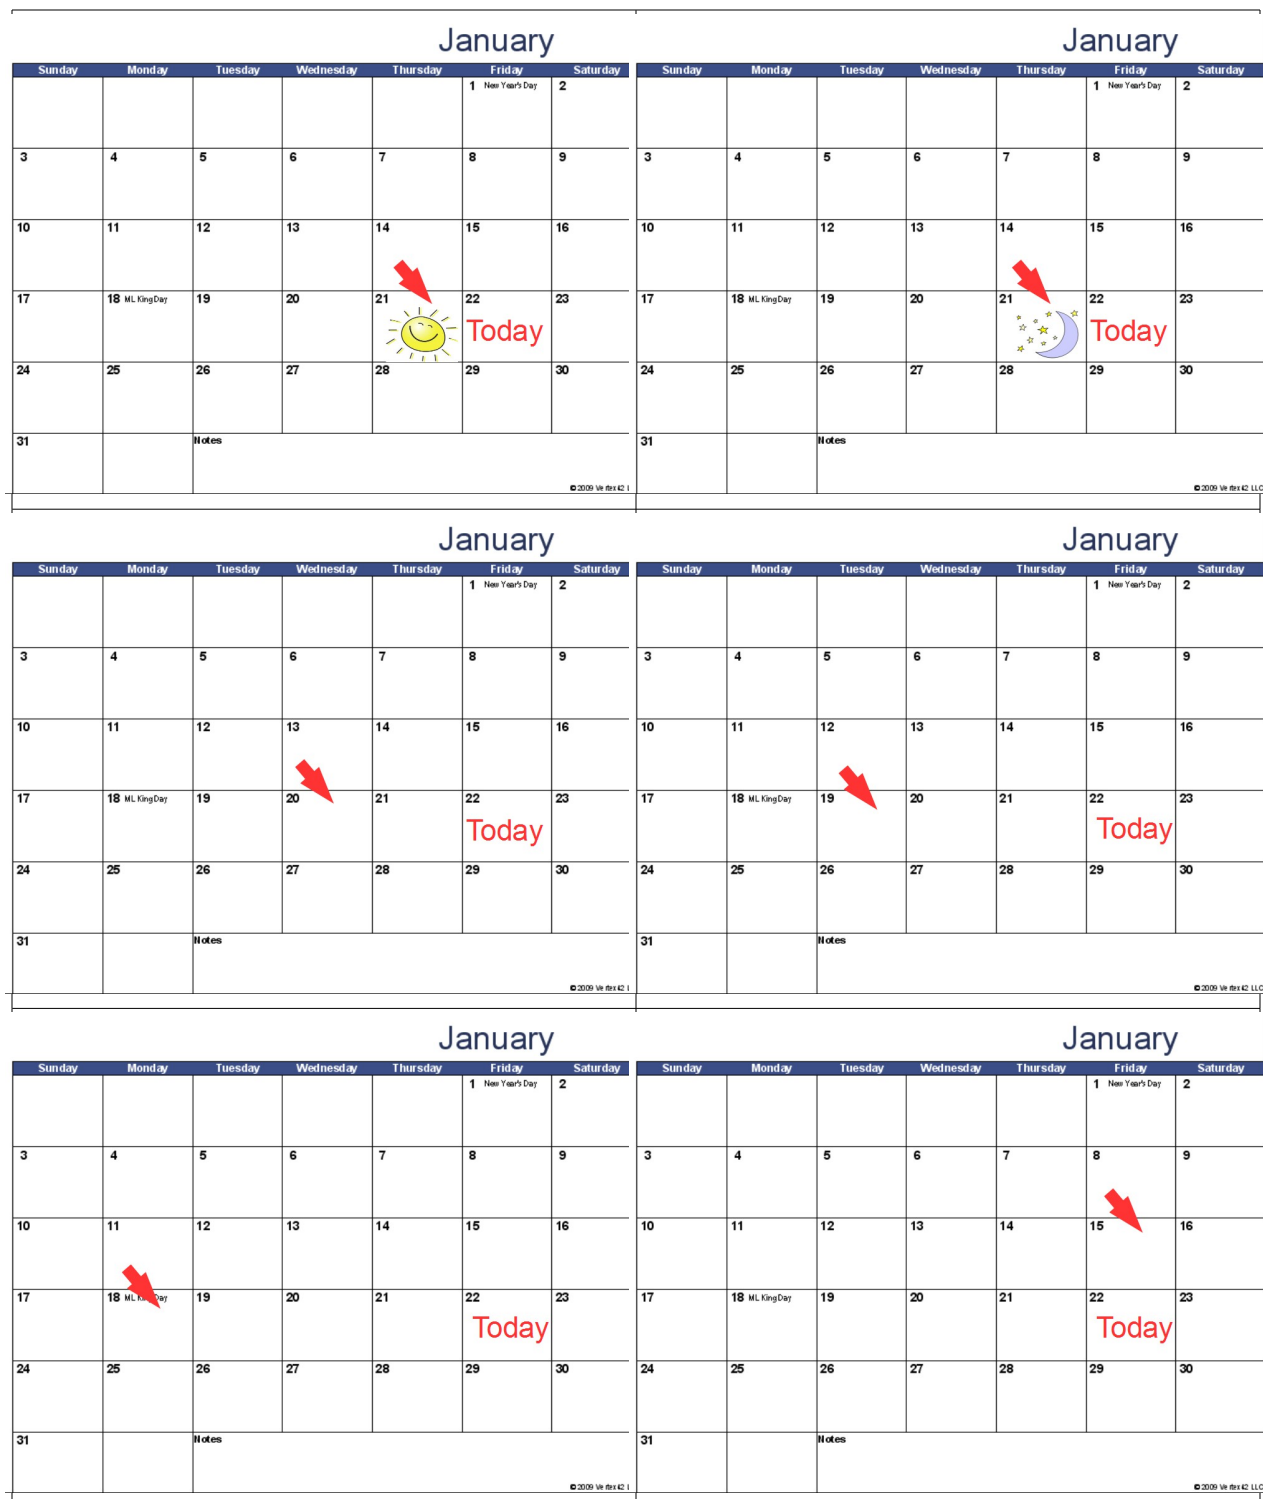 January
Sunday Monday Tuesday Wednesday Thursday Friday Saturday
1 New Year's Day 2
3 4 5 6 7 8 9
10 11 12 13 14 15 16
17 18 ML King Day 19 20 21 22 23
Today
24 25 26 27 28 29 30
31 Notes
© 2009 Vertex42 L
January
Sunday Monday Tuesday Wednesday Thursday Friday Saturday
1 New Year's Day 2
3 4 5 6 7 8 9
10 11 12 13 14 15 16
17 18 ML King Day 19 20 21 22 23
Today
24 25 26 27 28 29 30
31 Notes
© 2009 Vertex42 LLC
January
Sunday Monday Tuesday Wednesday Thursday Friday Saturday
1 New Year's Day 2
3 4 5 6 7 8 9
10 11 12 13 14 15 16
17 18 ML King Day 19 20 21 22 23
Today
24 25 26 27 28 29 30
31 Notes
© 2009 Vertex42 L
January
Sunday Monday Tuesday Wednesday Thursday Friday Saturday
1 New Year's Day 2
3 4 5 6 7 8 9
10 11 12 13 14 15 16
17 18 ML King Day 19 20 21 22 23
Today
24 25 26 27 28 29 30
31 Notes
© 2009 Vertex42 LLC
January
Sunday Monday Tuesday Wednesday Thursday Friday Saturday
1 New Year's Day 2
3 4 5 6 7 8 9
10 11 12 13 14 15 16
17 18 ML Day 19 20 21 22 23
Today
24 25 26 27 28 29 30
31 Notes
© 2009 Vertex42 L
January
Sunday Monday Tuesday Wednesday Thursday Friday Saturday
1 New Year's Day 2
3 4 5 6 7 8 9
10 11 12 13 14 15 16
17 18 ML King Day 19 20 21 22 23
Today
24 25 26 27 28 29 30
31 Notes
© 2009 Vertex42 LLC